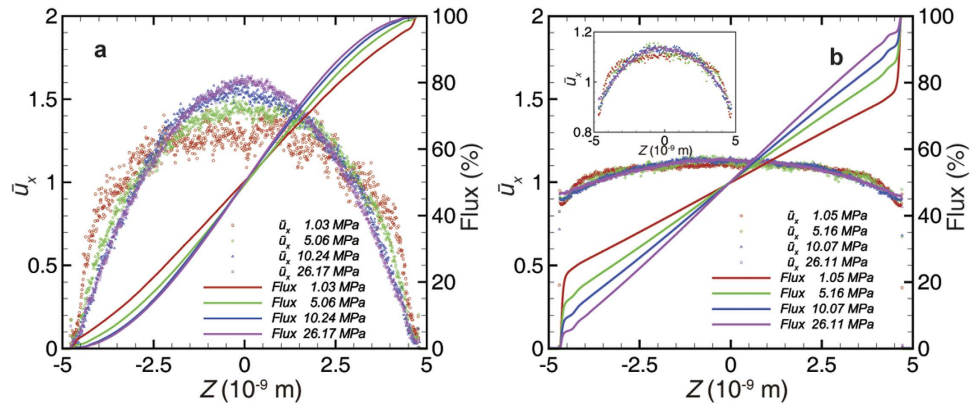 a
2
1.5
1
0.5
0
ū_x
100
80
60
40
20
0
Flux (%)
-5
-2.5
0
2.5
5
Z (10⁻⁹ m)
ū_x 1.03 MPa
ū_x 5.06 MPa
ū_x 10.24 MPa
ū_x 26.17 MPa
Flux 1.03 MPa
Flux 5.06 MPa
Flux 10.24 MPa
Flux 26.17 MPa
b
2
1.5
1
0.5
0
ū_x
100
80
60
40
20
0
Flux (%)
-5
-2.5
0
2.5
5
Z (10⁻⁹ m)
1.2
1
0.8
ū_x
-5
0
5
Z (10⁻⁹ m)
ū_x 1.05 MPa
ū_x 5.16 MPa
ū_x 10.07 MPa
ū_x 26.11 MPa
Flux 1.05 MPa
Flux 5.16 MPa
Flux 10.07 MPa
Flux 26.11 MPa